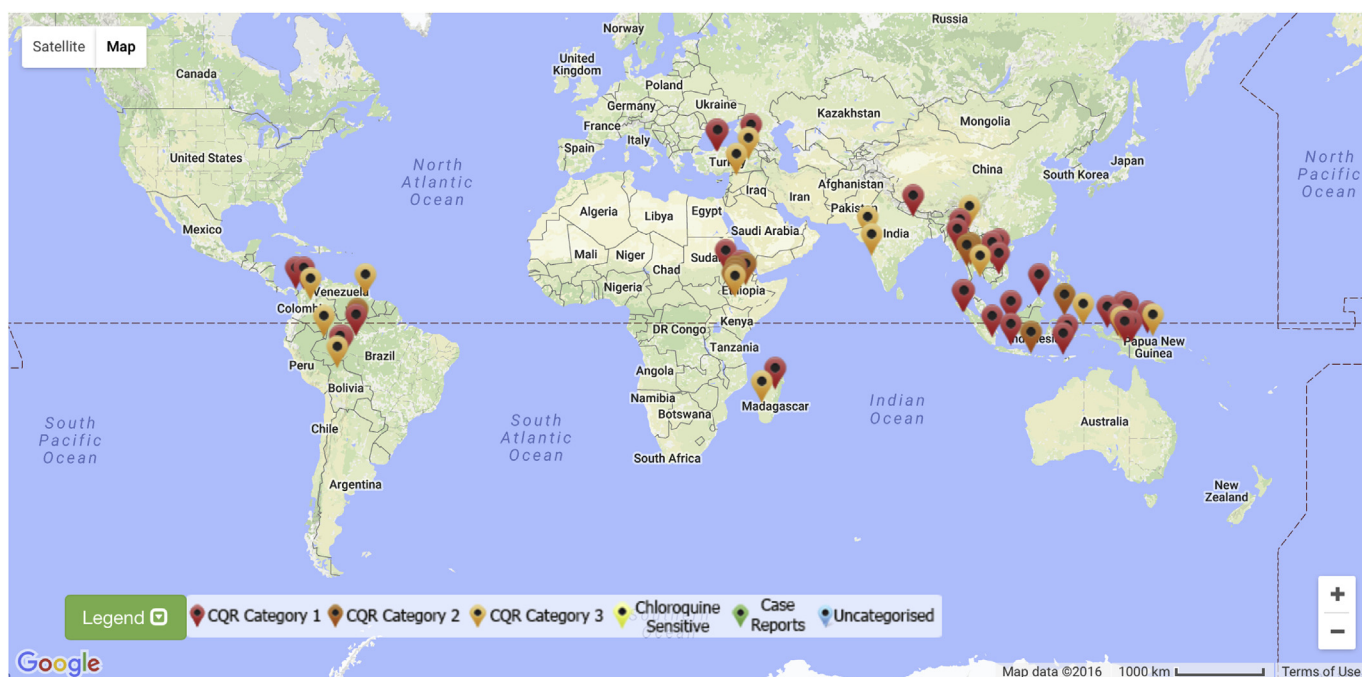 Satellite
Map
Russia
Norway
Canada
United
Kingdom
Poland
Germany
Ukraine
France
Kazakhstan
Mongolia
Italy
Spain
United States
North
Atlantic
Ocean
Japan
North
Pacific
Ocean
China
South Korea
Afghanistan
Iraq
Iran
Algeria
Libya
Egypt
Saudi Arabia
India
Mexico
Mali
Niger
Chad
Nigeria
Ethiopia
Venezuela
Kenya
DR Congo
Tanzania
Papua New
Guinea
Brazil
Peru
Bolivia
Angola
Namibia
Botswana
Madagascar
Indian
Ocean
South
Pacific
Ocean
South
Atlantic
Ocean
Chile
Australia
South Africa
Argentina
New
Zealand
Legend
CQR Category 1
CQR Category 2
CQR Category 3
Chloroquine
Sensitive
Case
Reports
Uncategorised
+
−
Google
Map data ©2016
1000 km
Terms of Use